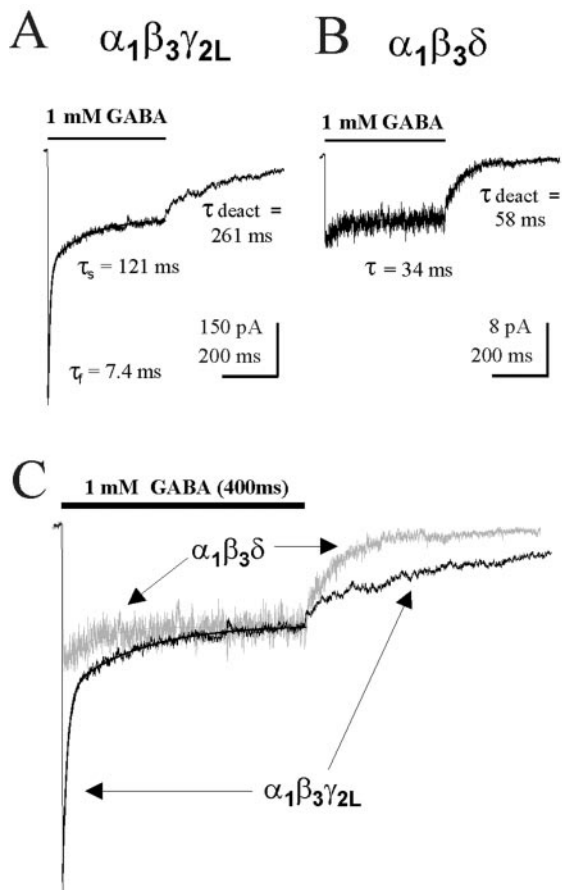 A α₁β₃γ₂L
1 mM GABA
τ deact =
261 ms
τs = 121 ms
150 pA
200 ms
τf = 7.4 ms
B α₁β₃δ
1 mM GABA
τ deact =
58 ms
τ = 34 ms
8 pA
200 ms
C
1 mM GABA (400ms)
α₁β₃δ
α₁β₃γ₂L